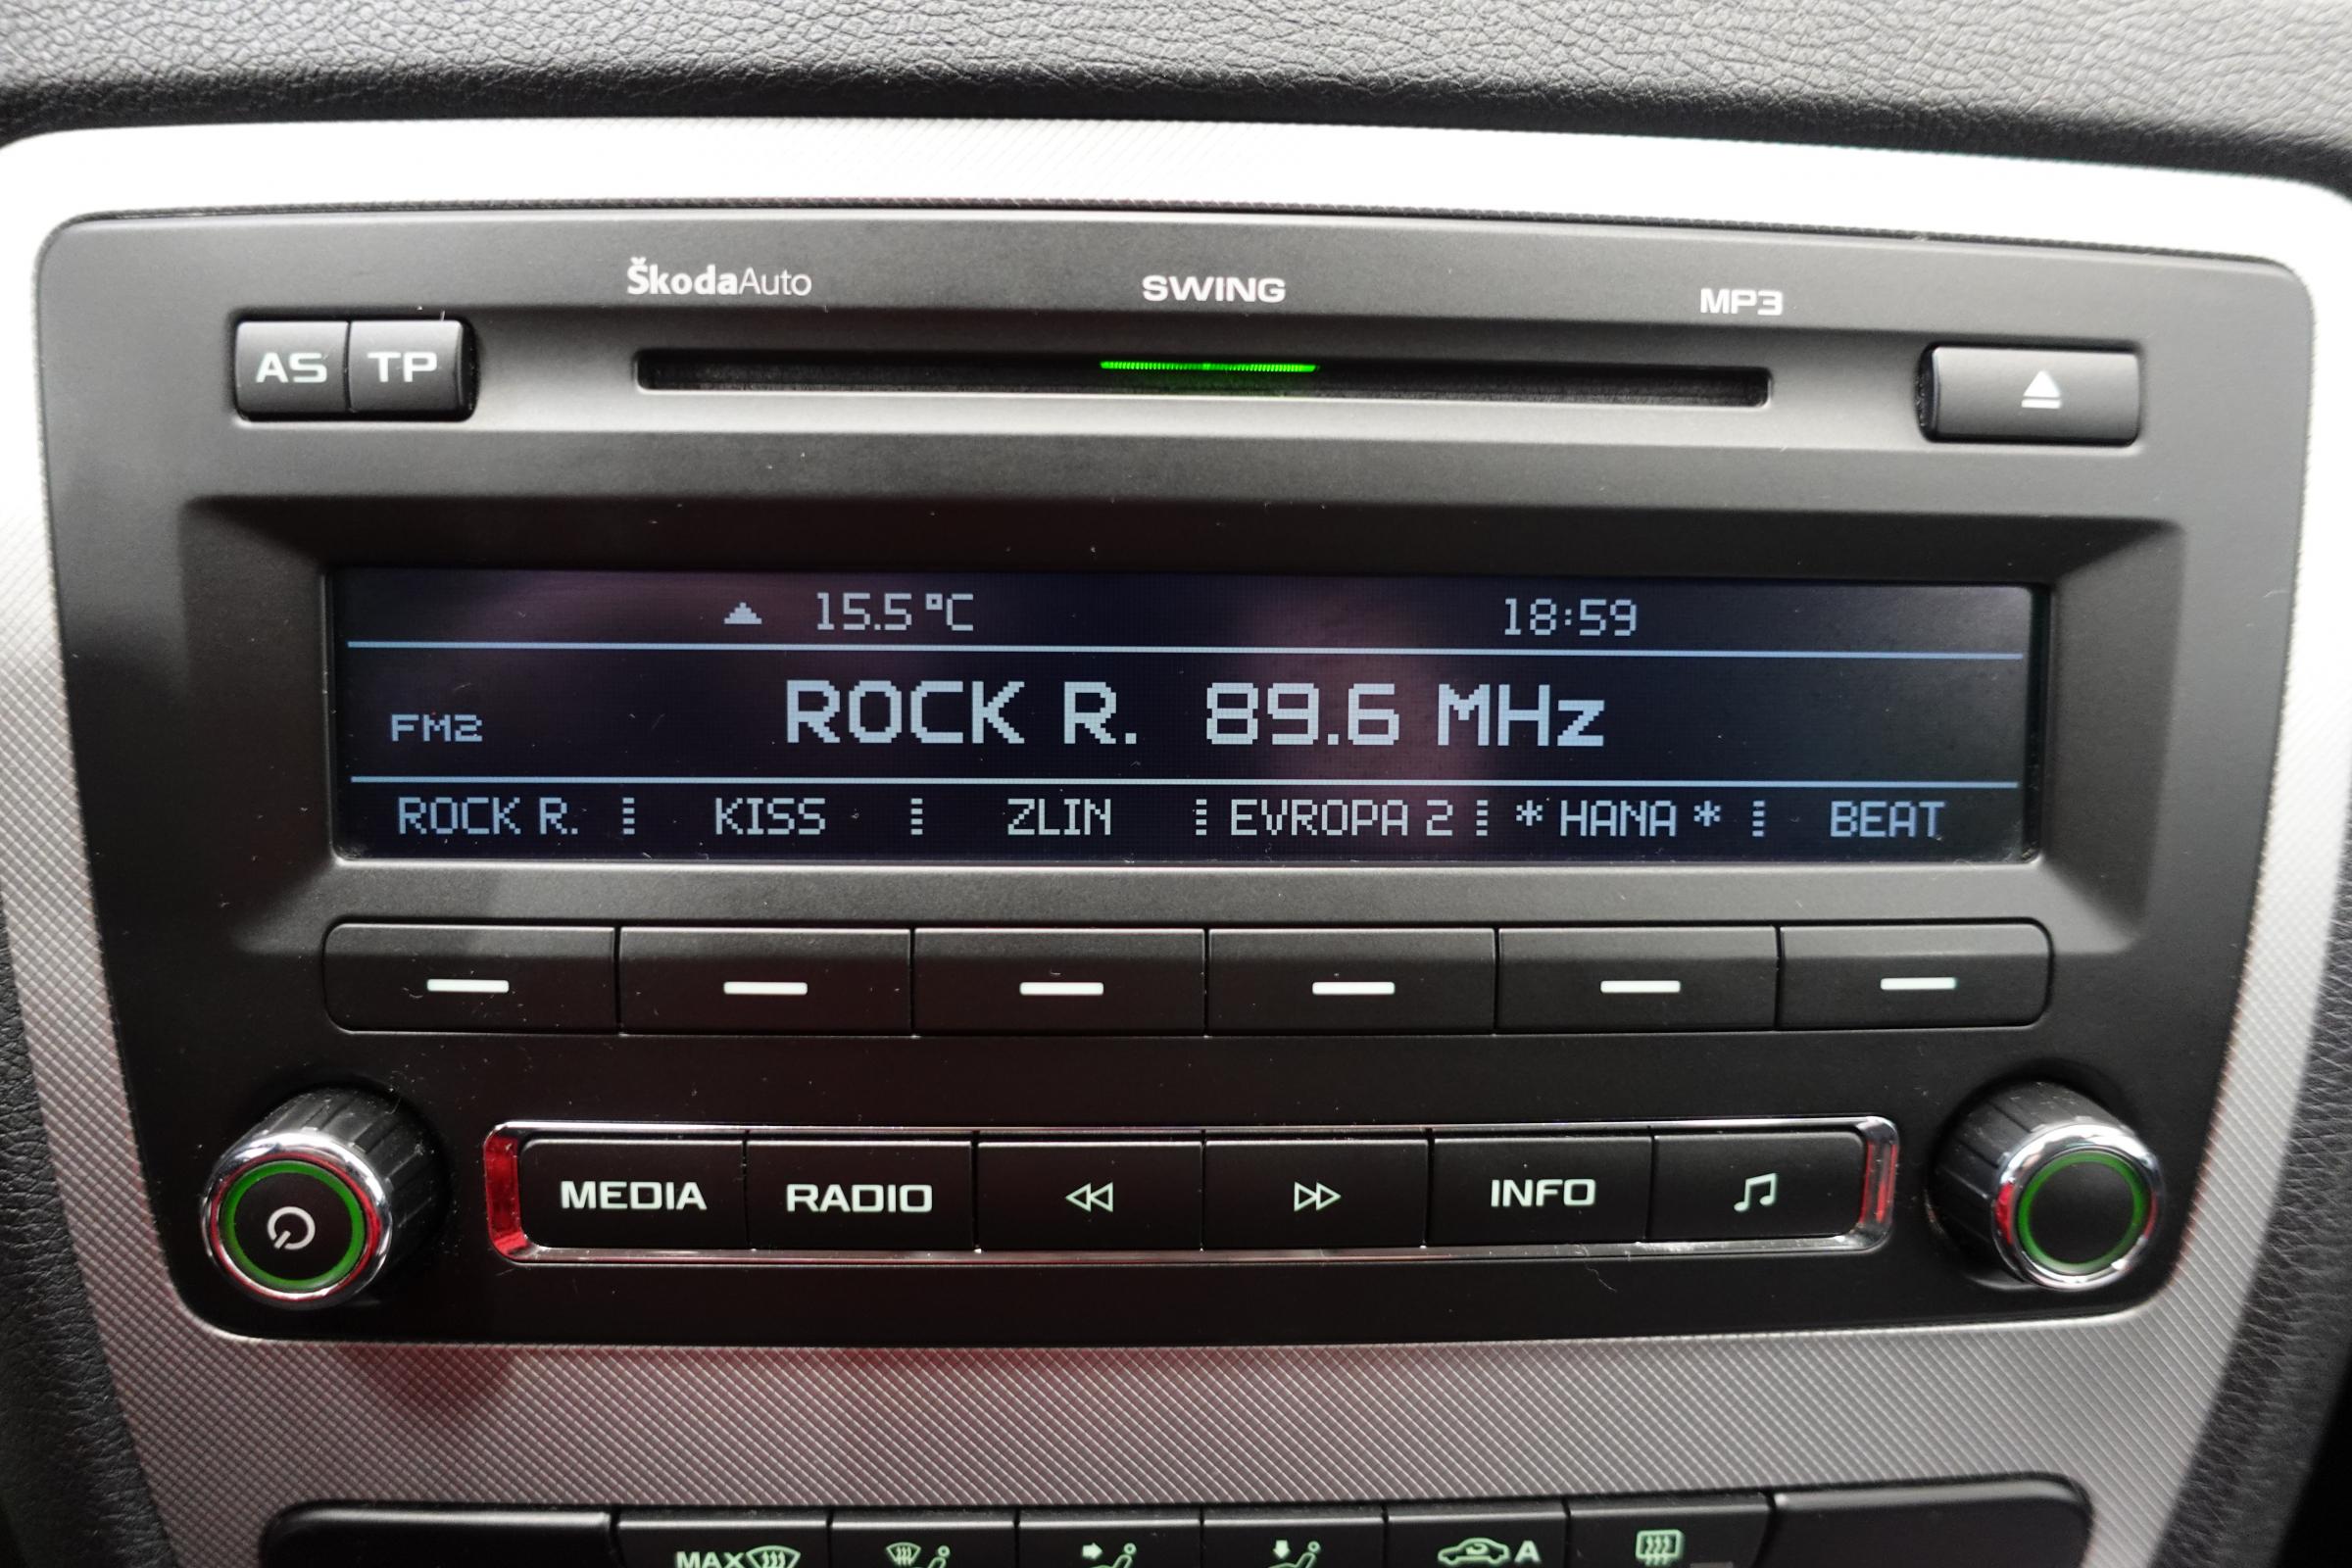 ŠkodaAuto SWING MP3
AS TP
15.5°C 18:59
FM2 ROCK R. 89.6 MHz
ROCK R. KISS ZLIN EVROPA 2 *HANA* BEAT
MEDIA RADIO INFO
MAX A